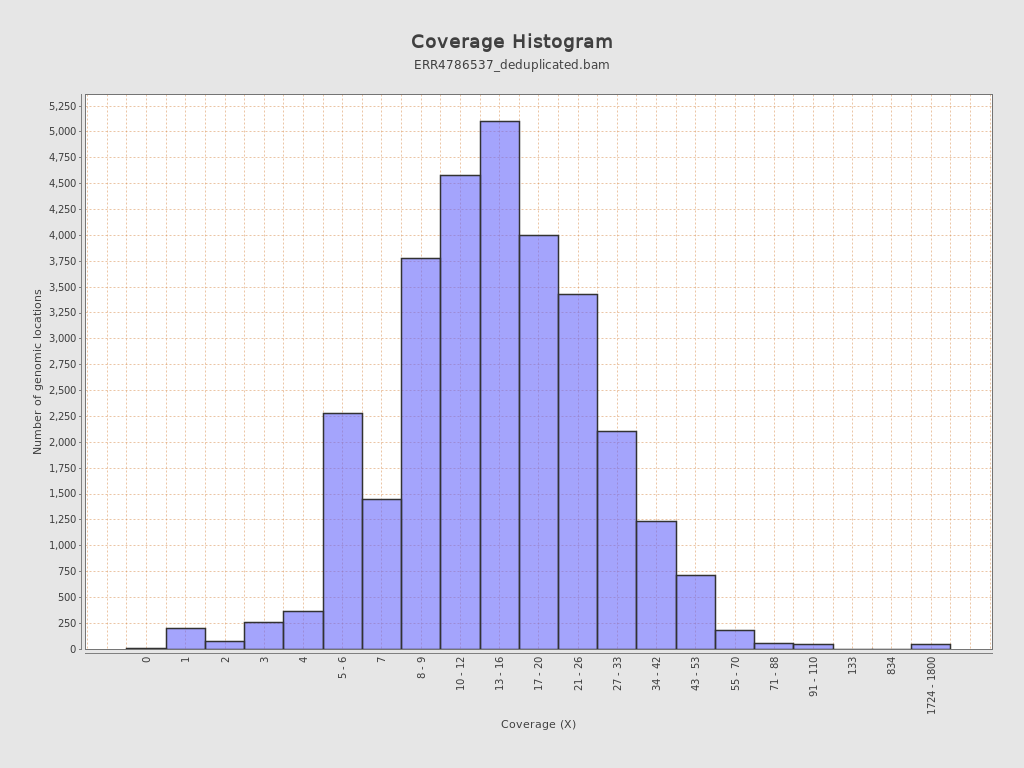 Coverage Histogram
ERR4786537_deduplicated.bam
Number of genomic locations
5,250
5,000
4,750
4,500
4,250
4,000
3,750
3,500
3,250
3,000
2,750
2,500
2,250
2,000
1,750
1,500
1,250
1,000
750
500
250
0
0
1
2
3
4
5 - 6
7
8 - 9
10 - 12
13 - 16
17 - 20
21 - 26
27 - 33
34 - 42
43 - 53
55 - 70
71 - 88
91 - 110
133
834
1724 - 1800
Coverage (X)